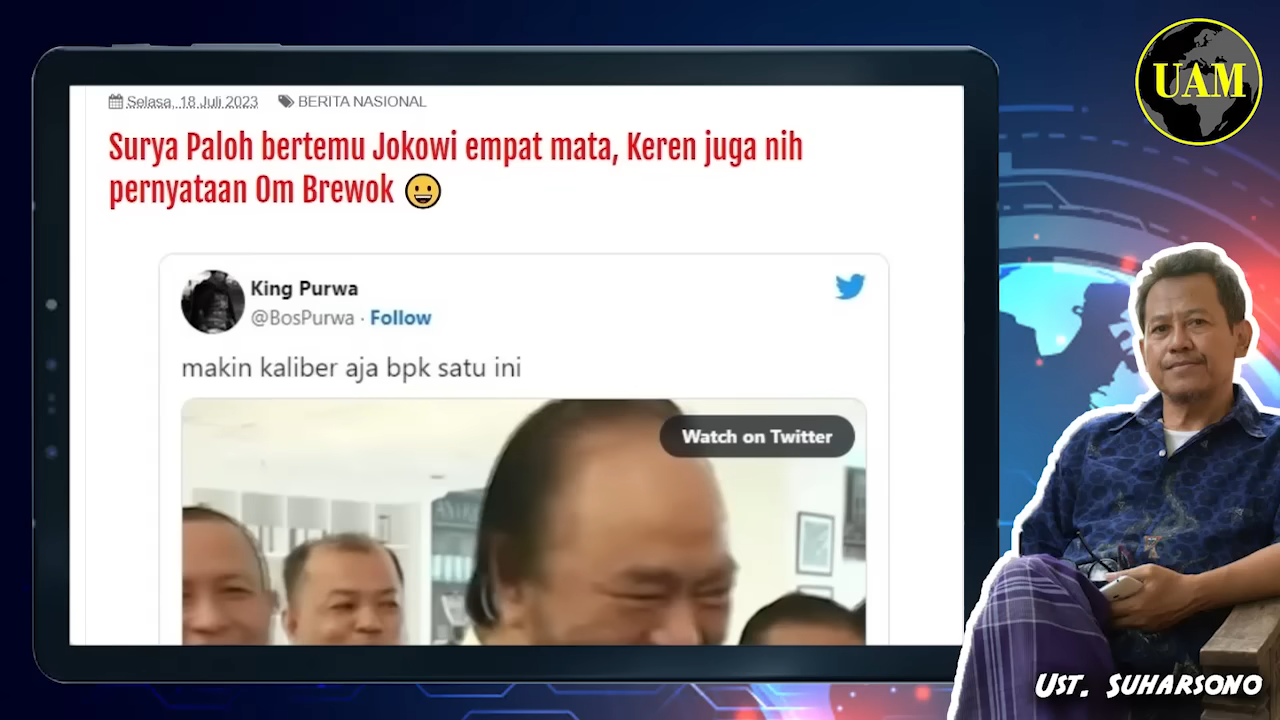 Selasa, 18 Juli 2023 BERITA NASIONAL
Surya Paloh bertemu Jokowi empat mata, Keren juga nih
pernyataan Om Brewok 😀
King Purwa
@BosPurwa · Follow
makin kaliber aja bpk satu ini
Watch on Twitter
UAM
UST. SUHARSONO